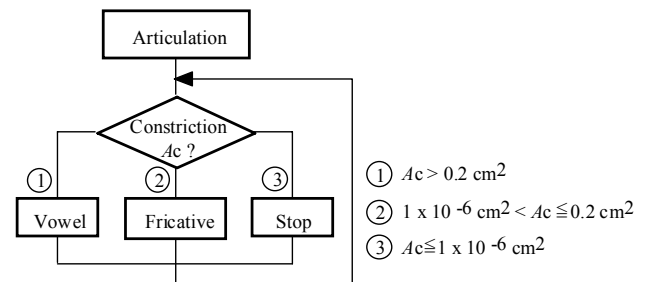 Articulation
Constriction
Ac ?
① ② ③
Vowel Fricative Stop
① Ac > 0.2 cm2
② 1 x 10 -6 cm2 < Ac ≦0.2 cm2
③ Ac≦1 x 10 -6 cm2